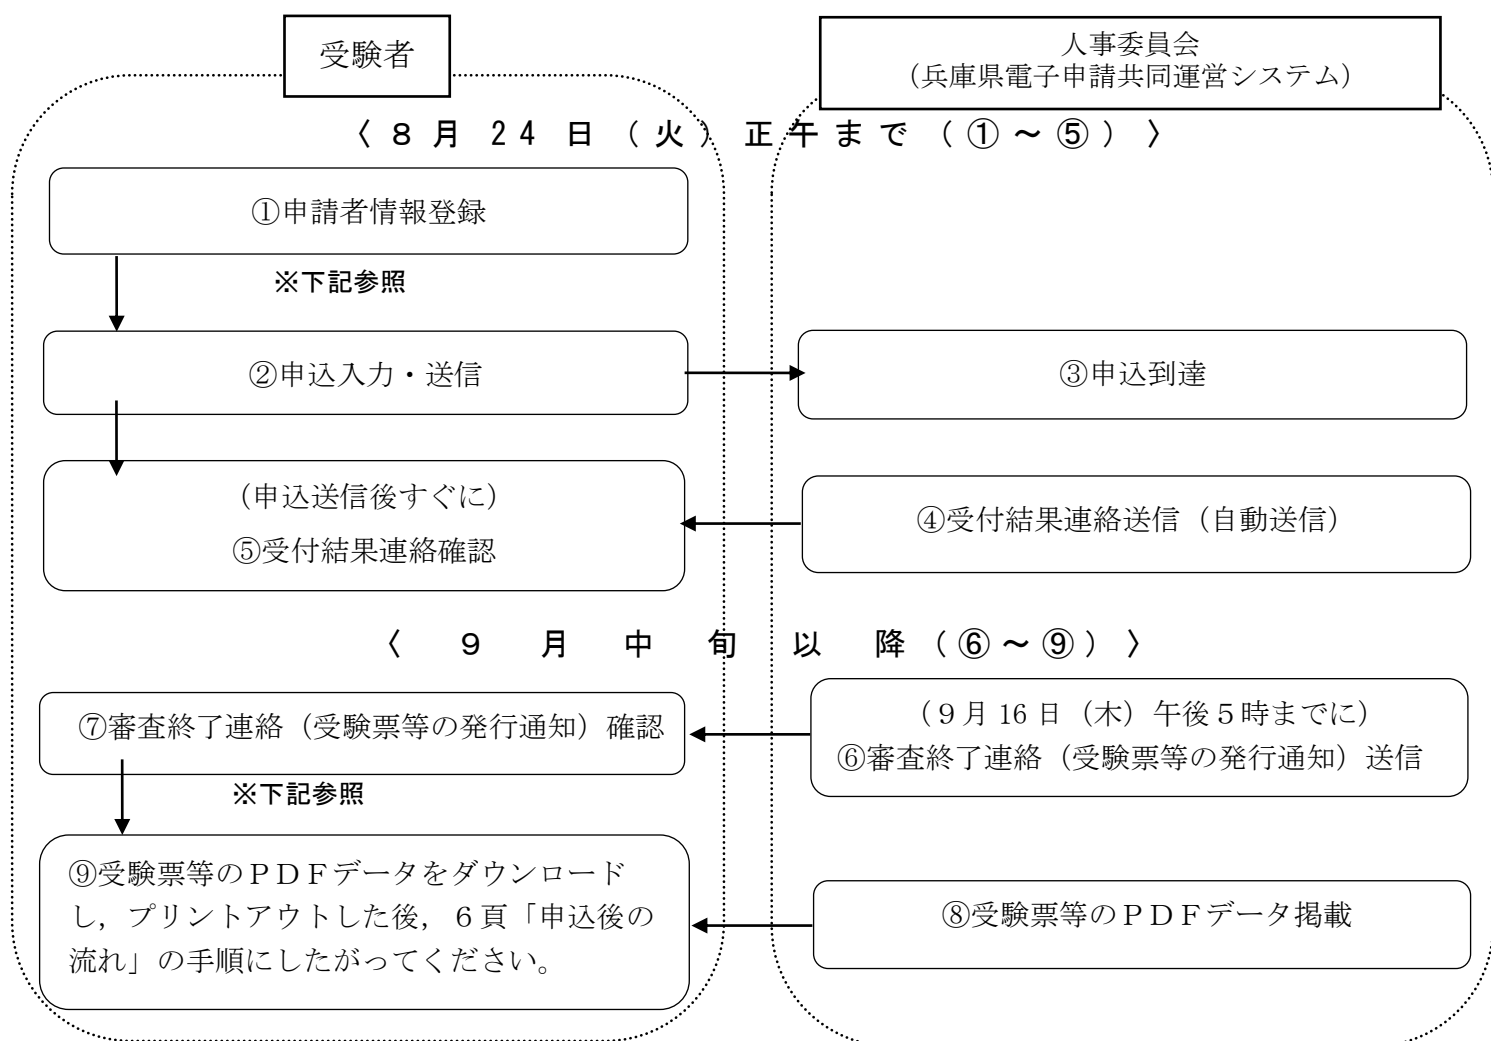 受験者
人事委員会
(兵庫県電子申請共同運営システム)
〈8月24日(火)正午まで(①～⑤)〉
①申請者情報登録
※下記参照
②申込入力・送信
③申込到達
(申込送信後すぐに)
⑤受付結果連絡確認
④受付結果連絡送信(自動送信)
〈9月中旬以降(⑥～⑨)〉
⑦審査終了連絡(受験票等の発行通知)確認
(9月16日(木)午後5時までに)
⑥審査終了連絡(受験票等の発行通知)送信
※下記参照
⑨受験票等のPDFデータをダウンロード
し，プリントアウトした後，6頁「申込後の
流れ」の手順にしたがってください。
⑧受験票等のPDFデータ掲載